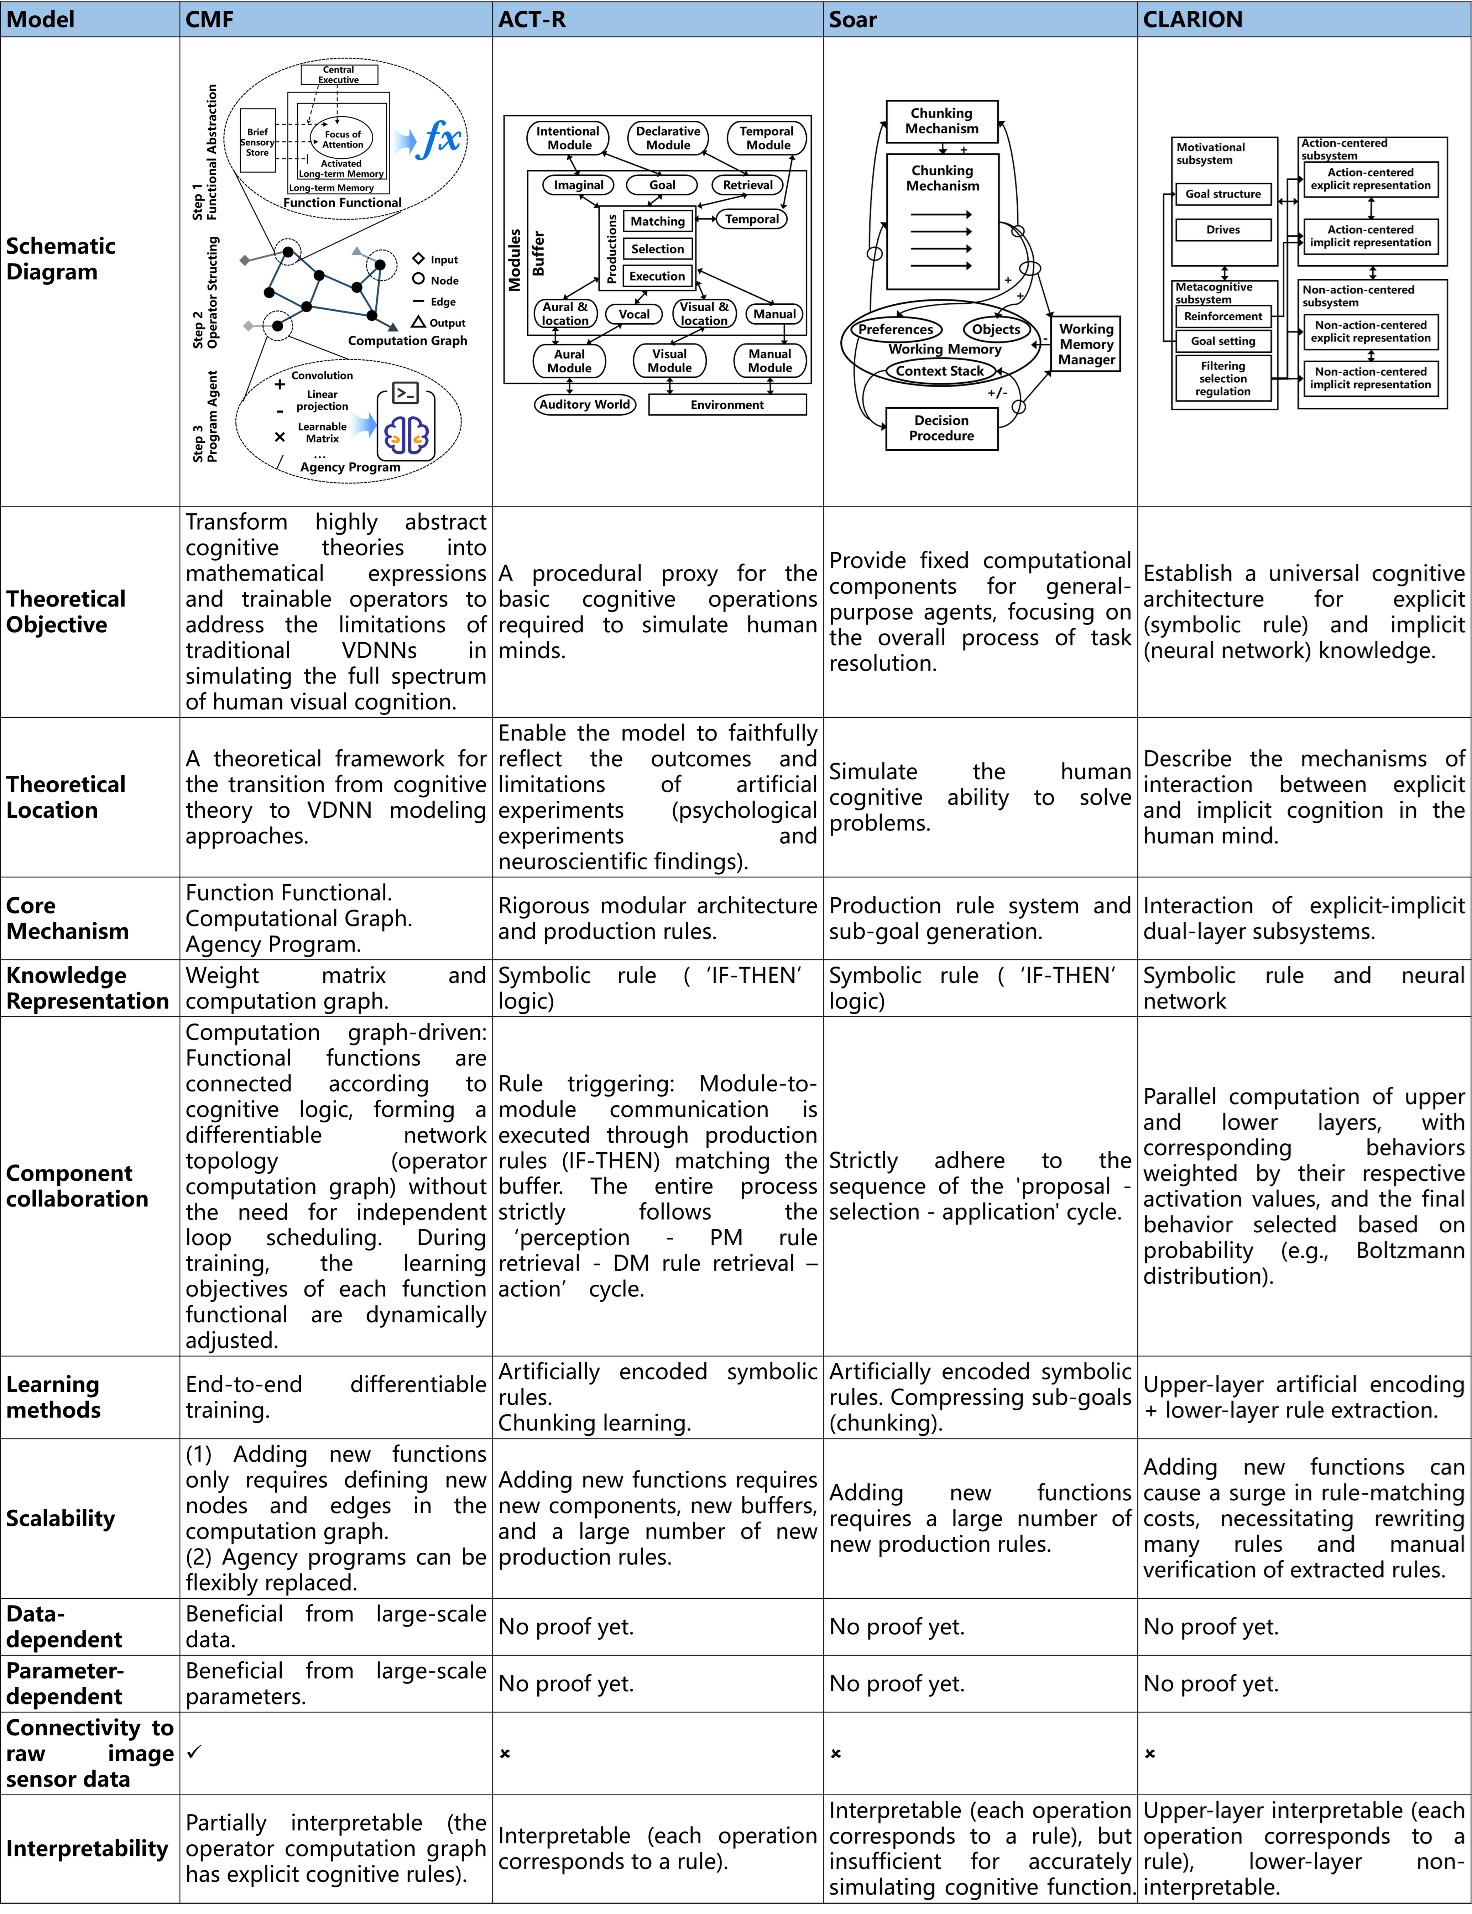 Model
CMF
ACT-R
Soar
CLARION
Schematic
Diagram
Step 1
Functional Abstraction
Central
Executive
Brief
Sensory
Store
Focus of
Attention
Activated
Long-term Memory
Long-term Memory
Function Functional
fx
Step 2
Operator Structing
Input
Node
Edge
Output
Computation Graph
Step 3
Program Agent
+
-
×
/
Convolution
Linear
projection
Learnable
Matrix
...
>_
Agency Program
Modules
Buffer
Intentional
Module
Declarative
Module
Temporal
Module
Imaginal
Goal
Retrieval
Temporal
Productions
Matching
Selection
Execution
Aural &
location
Vocal
Visual &
location
Manual
Aural
Module
Visual
Module
Manual
Module
Auditory World
Environment
Chunking
Mechanism
+
Chunking
Mechanism
+
+
Preferences
Objects
Working Memory
Context Stack
-
Working
Memory
Manager
+/-
Decision
Procedure
Motivational
subsystem
Goal structure
Drives
Action-centered
subsystem
Action-centered
explicit representation
Action-centered
implicit representation
Metacognitive
subsystem
Reinforcement
Goal setting
Filtering
selection
regulation
Non-action-centered
subsystem
Non-action-centered
explicit representation
Non-action-centered
implicit representation
Theoretical
Objective
Transform highly abstract
cognitive theories into
mathematical expressions
and trainable operators to
address the limitations of
traditional VDNNs in
simulating the full spectrum
of human visual cognition.
A procedural proxy for the
basic cognitive operations
required to simulate human
minds.
Provide fixed computational
components for general-
purpose agents, focusing on
the overall process of task
resolution.
Establish a universal cognitive
architecture for explicit
(symbolic rule) and implicit
(neural network) knowledge.
Theoretical
Location
A theoretical framework for
the transition from cognitive
theory to VDNN modeling
approaches.
Enable the model to faithfully
reflect the outcomes and
limitations of artificial
experiments (psychological
experiments and
neuroscientific findings).
Simulate the human
cognitive ability to solve
problems.
Describe the mechanisms of
interaction between explicit
and implicit cognition in the
human mind.
Core
Mechanism
Function Functional.
Computational Graph.
Agency Program.
Rigorous modular architecture
and production rules.
Production rule system and
sub-goal generation.
Interaction of explicit-implicit
dual-layer subsystems.
Knowledge
Representation
Weight matrix and
computation graph.
Symbolic rule ( ‘IF-THEN’
logic)
Symbolic rule ( ‘IF-THEN’
logic)
Symbolic rule and neural
network
Component
collaboration
Computation graph-driven:
Functional functions are
connected according to
cognitive logic, forming a
differentiable network
topology (operator
computation graph) without
the need for independent
loop scheduling. During
training, the learning
objectives of each function
functional are dynamically
adjusted.
Rule triggering: Module-to-
module communication is
executed through production
rules (IF-THEN) matching the
buffer. The entire process
strictly follows the
‘perception - PM rule
retrieval - DM rule retrieval –
action’ cycle.
Strictly adhere to the
sequence of the 'proposal -
selection - application' cycle.
Parallel computation of upper
and lower layers, with
corresponding behaviors
weighted by their respective
activation values, and the final
behavior selected based on
probability (e.g., Boltzmann
distribution).
Learning
methods
End-to-end differentiable
training.
Artificially encoded symbolic
rules.
Chunking learning.
Artificially encoded symbolic
rules. Compressing sub-goals
(chunking).
Upper-layer artificial encoding
+ lower-layer rule extraction.
Scalability
(1) Adding new functions
only requires defining new
nodes and edges in the
computation graph.
(2) Agency programs can be
flexibly replaced.
Adding new functions requires
new components, new buffers,
and a large number of new
production rules.
Adding new functions
requires a large number of
new production rules.
Adding new functions can
cause a surge in rule-matching
costs, necessitating rewriting
many rules and manual
verification of extracted rules.
Data-
dependent
Beneficial from large-scale
data.
No proof yet.
No proof yet.
No proof yet.
Parameter-
dependent
Beneficial from large-scale
parameters.
No proof yet.
No proof yet.
No proof yet.
Connectivity to
raw image
sensor data
✓
×
×
×
Interpretability
Partially interpretable (the
operator computation graph
has explicit cognitive rules).
Interpretable (each operation
corresponds to a rule).
Interpretable (each operation
corresponds to a rule), but
insufficient for accurately
simulating cognitive function.
Upper-layer interpretable (each
operation corresponds to a
rule), lower-layer non-
interpretable.